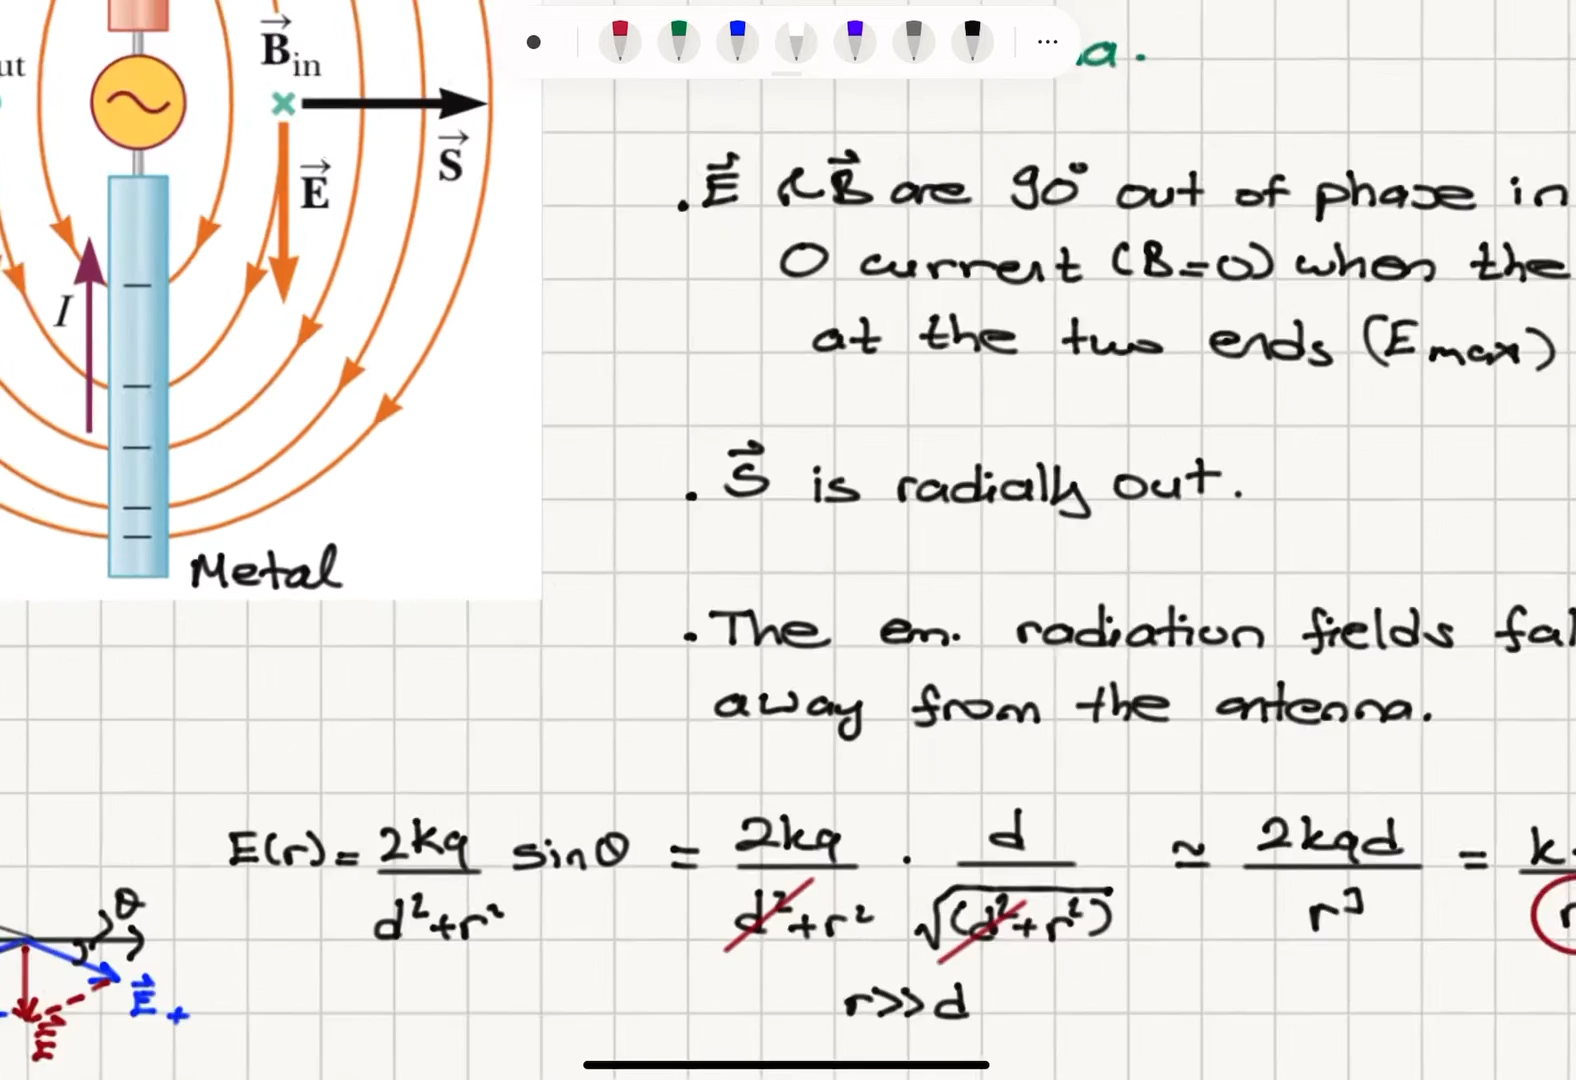 ut
B in
a.
S
E
E & B are 90° out of phase in
0 current (B=0) when the
I
at the two ends (E max)
. S is radially out.
Metal
. The em. radiation fields fal
away from the antenna.
E(r) = 2kq / d²+r² sinθ = 2kq / d²+r² · d / √(d²+r²) ≃ 2kqd / r³ = k
θ
r>>d
E +
E